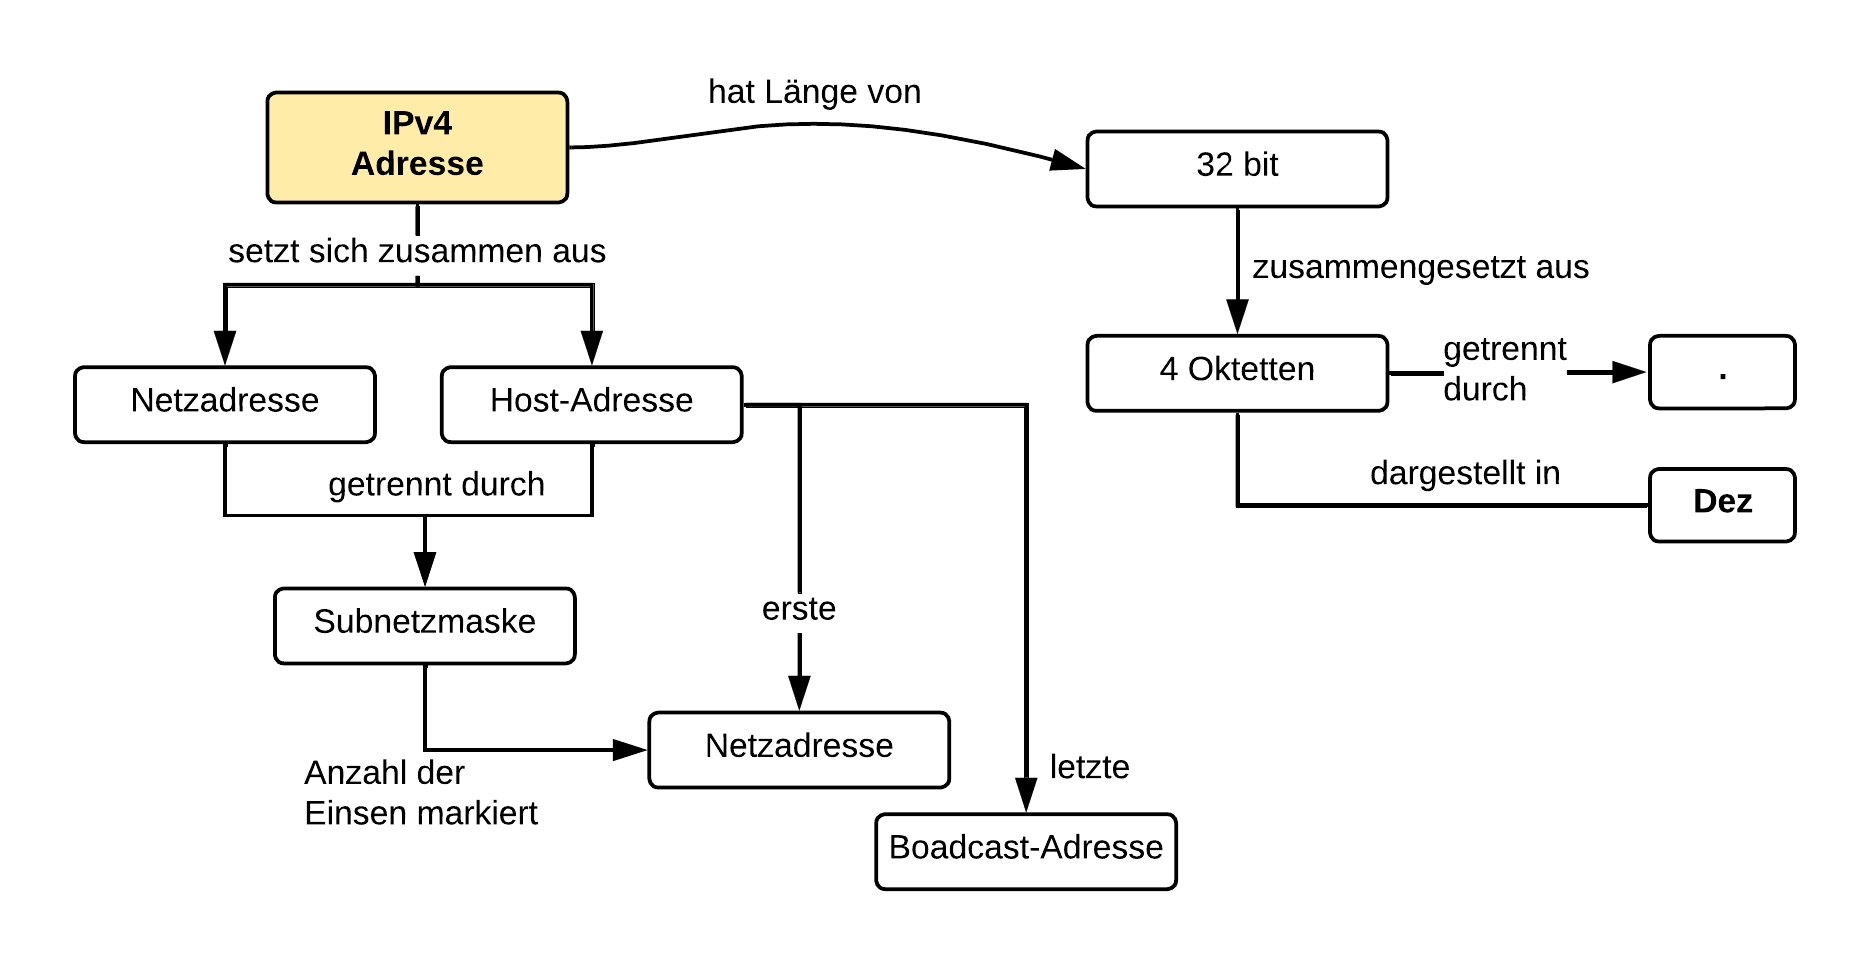 hat Länge von
IPv4
Adresse
32 bit
setzt sich zusammen aus
zusammengesetzt aus
Netzadresse
Host-Adresse
4 Oktetten
getrennt
durch
.
getrennt durch
dargestellt in
Dez
Subnetzmaske
erste
Netzadresse
Anzahl der
Einsen markiert
letzte
Boadcast-Adresse